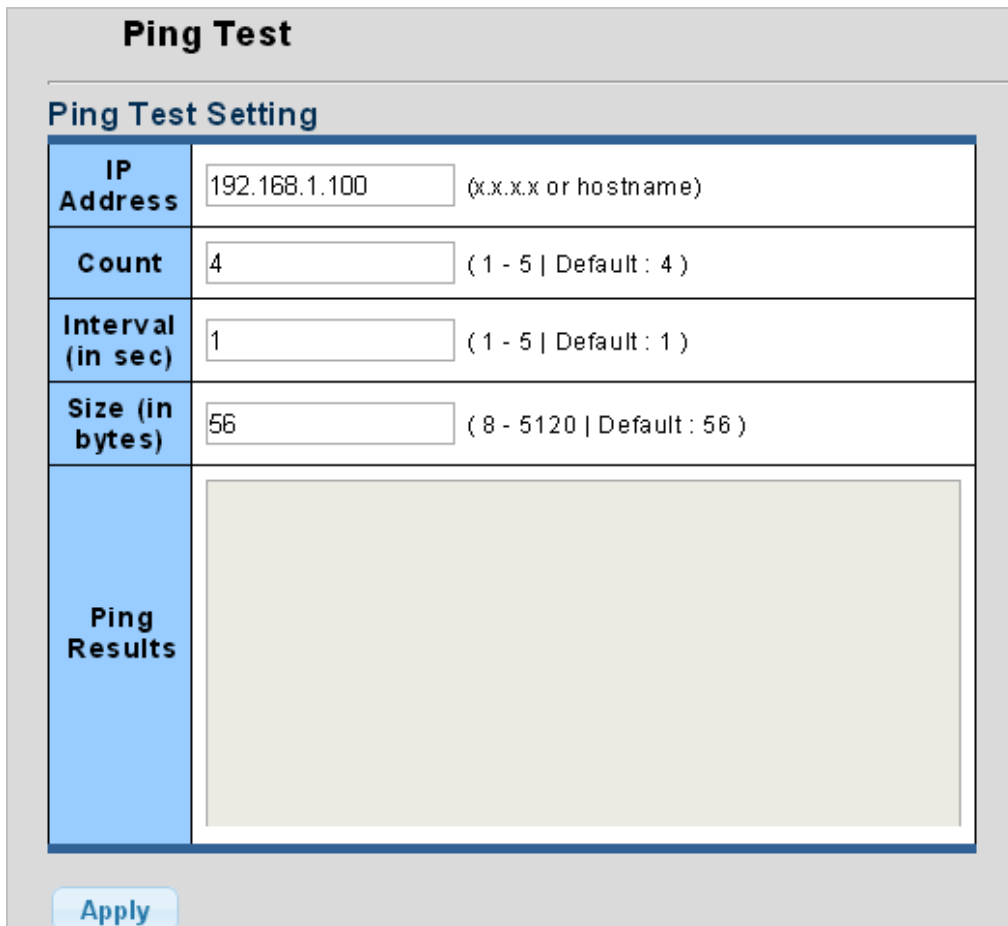 Ping Test
Ping Test Setting
IP
Address
192.168.1.100 (x.x.x.x or hostname)
Count
4 ( 1 - 5 | Default : 4 )
Interval
(in sec)
1 ( 1 - 5 | Default : 1 )
Size (in
bytes)
56 ( 8 - 5120 | Default : 56 )
Ping
Results
Apply